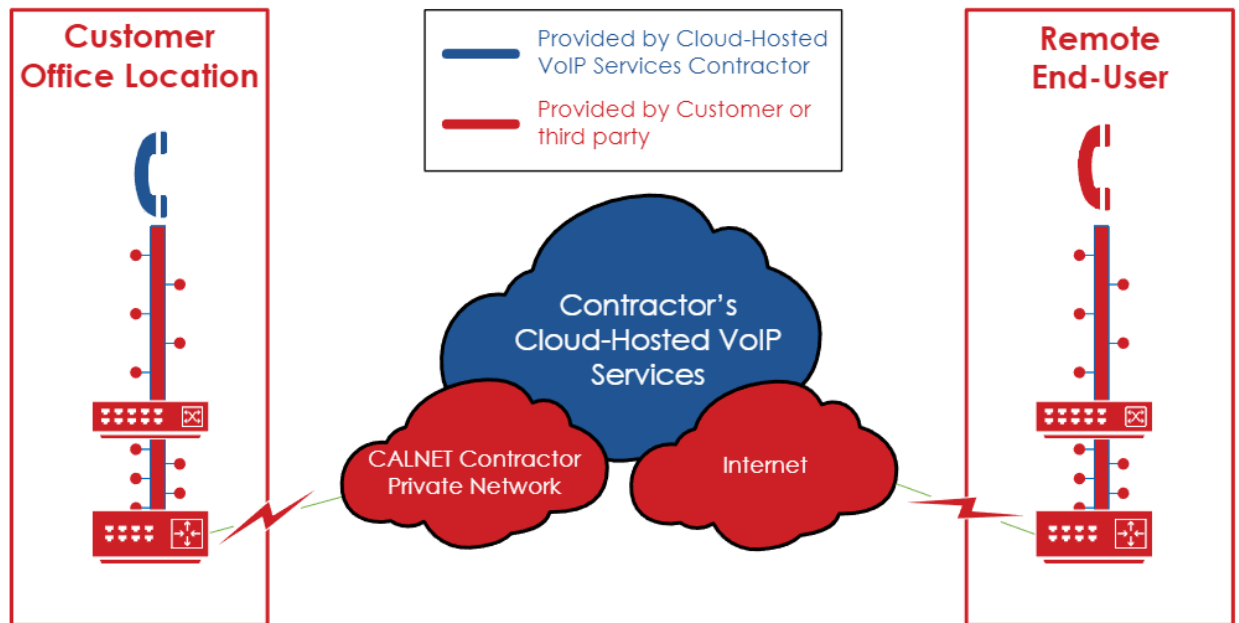 Customer
Office Location
Provided by Cloud-Hosted
VoIP Services Contractor
Provided by Customer or
third party
Remote
End-User
Contractor's
Cloud-Hosted VoIP
Services
CALNET Contractor
Private Network
Internet